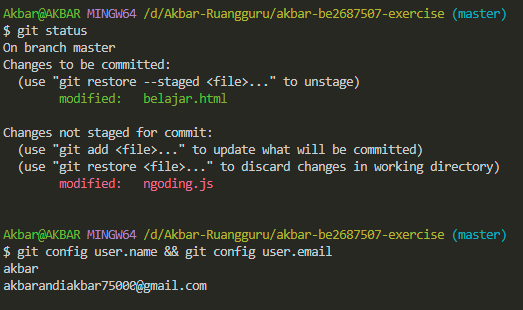 Akbar@AKBAR MINGW64 /d/Akbar-Ruangguru/akbar-be2687507-exercise (master)
$ git status
On branch master
Changes to be committed:
  (use "git restore --staged <file>..." to unstage)
        modified:   belajar.html

Changes not staged for commit:
  (use "git add <file>..." to update what will be committed)
  (use "git restore <file>..." to discard changes in working directory)
        modified:   ngoding.js

Akbar@AKBAR MINGW64 /d/Akbar-Ruangguru/akbar-be2687507-exercise (master)
$ git config user.name && git config user.email
akbar
akbarandiakbar75000@gmail.com